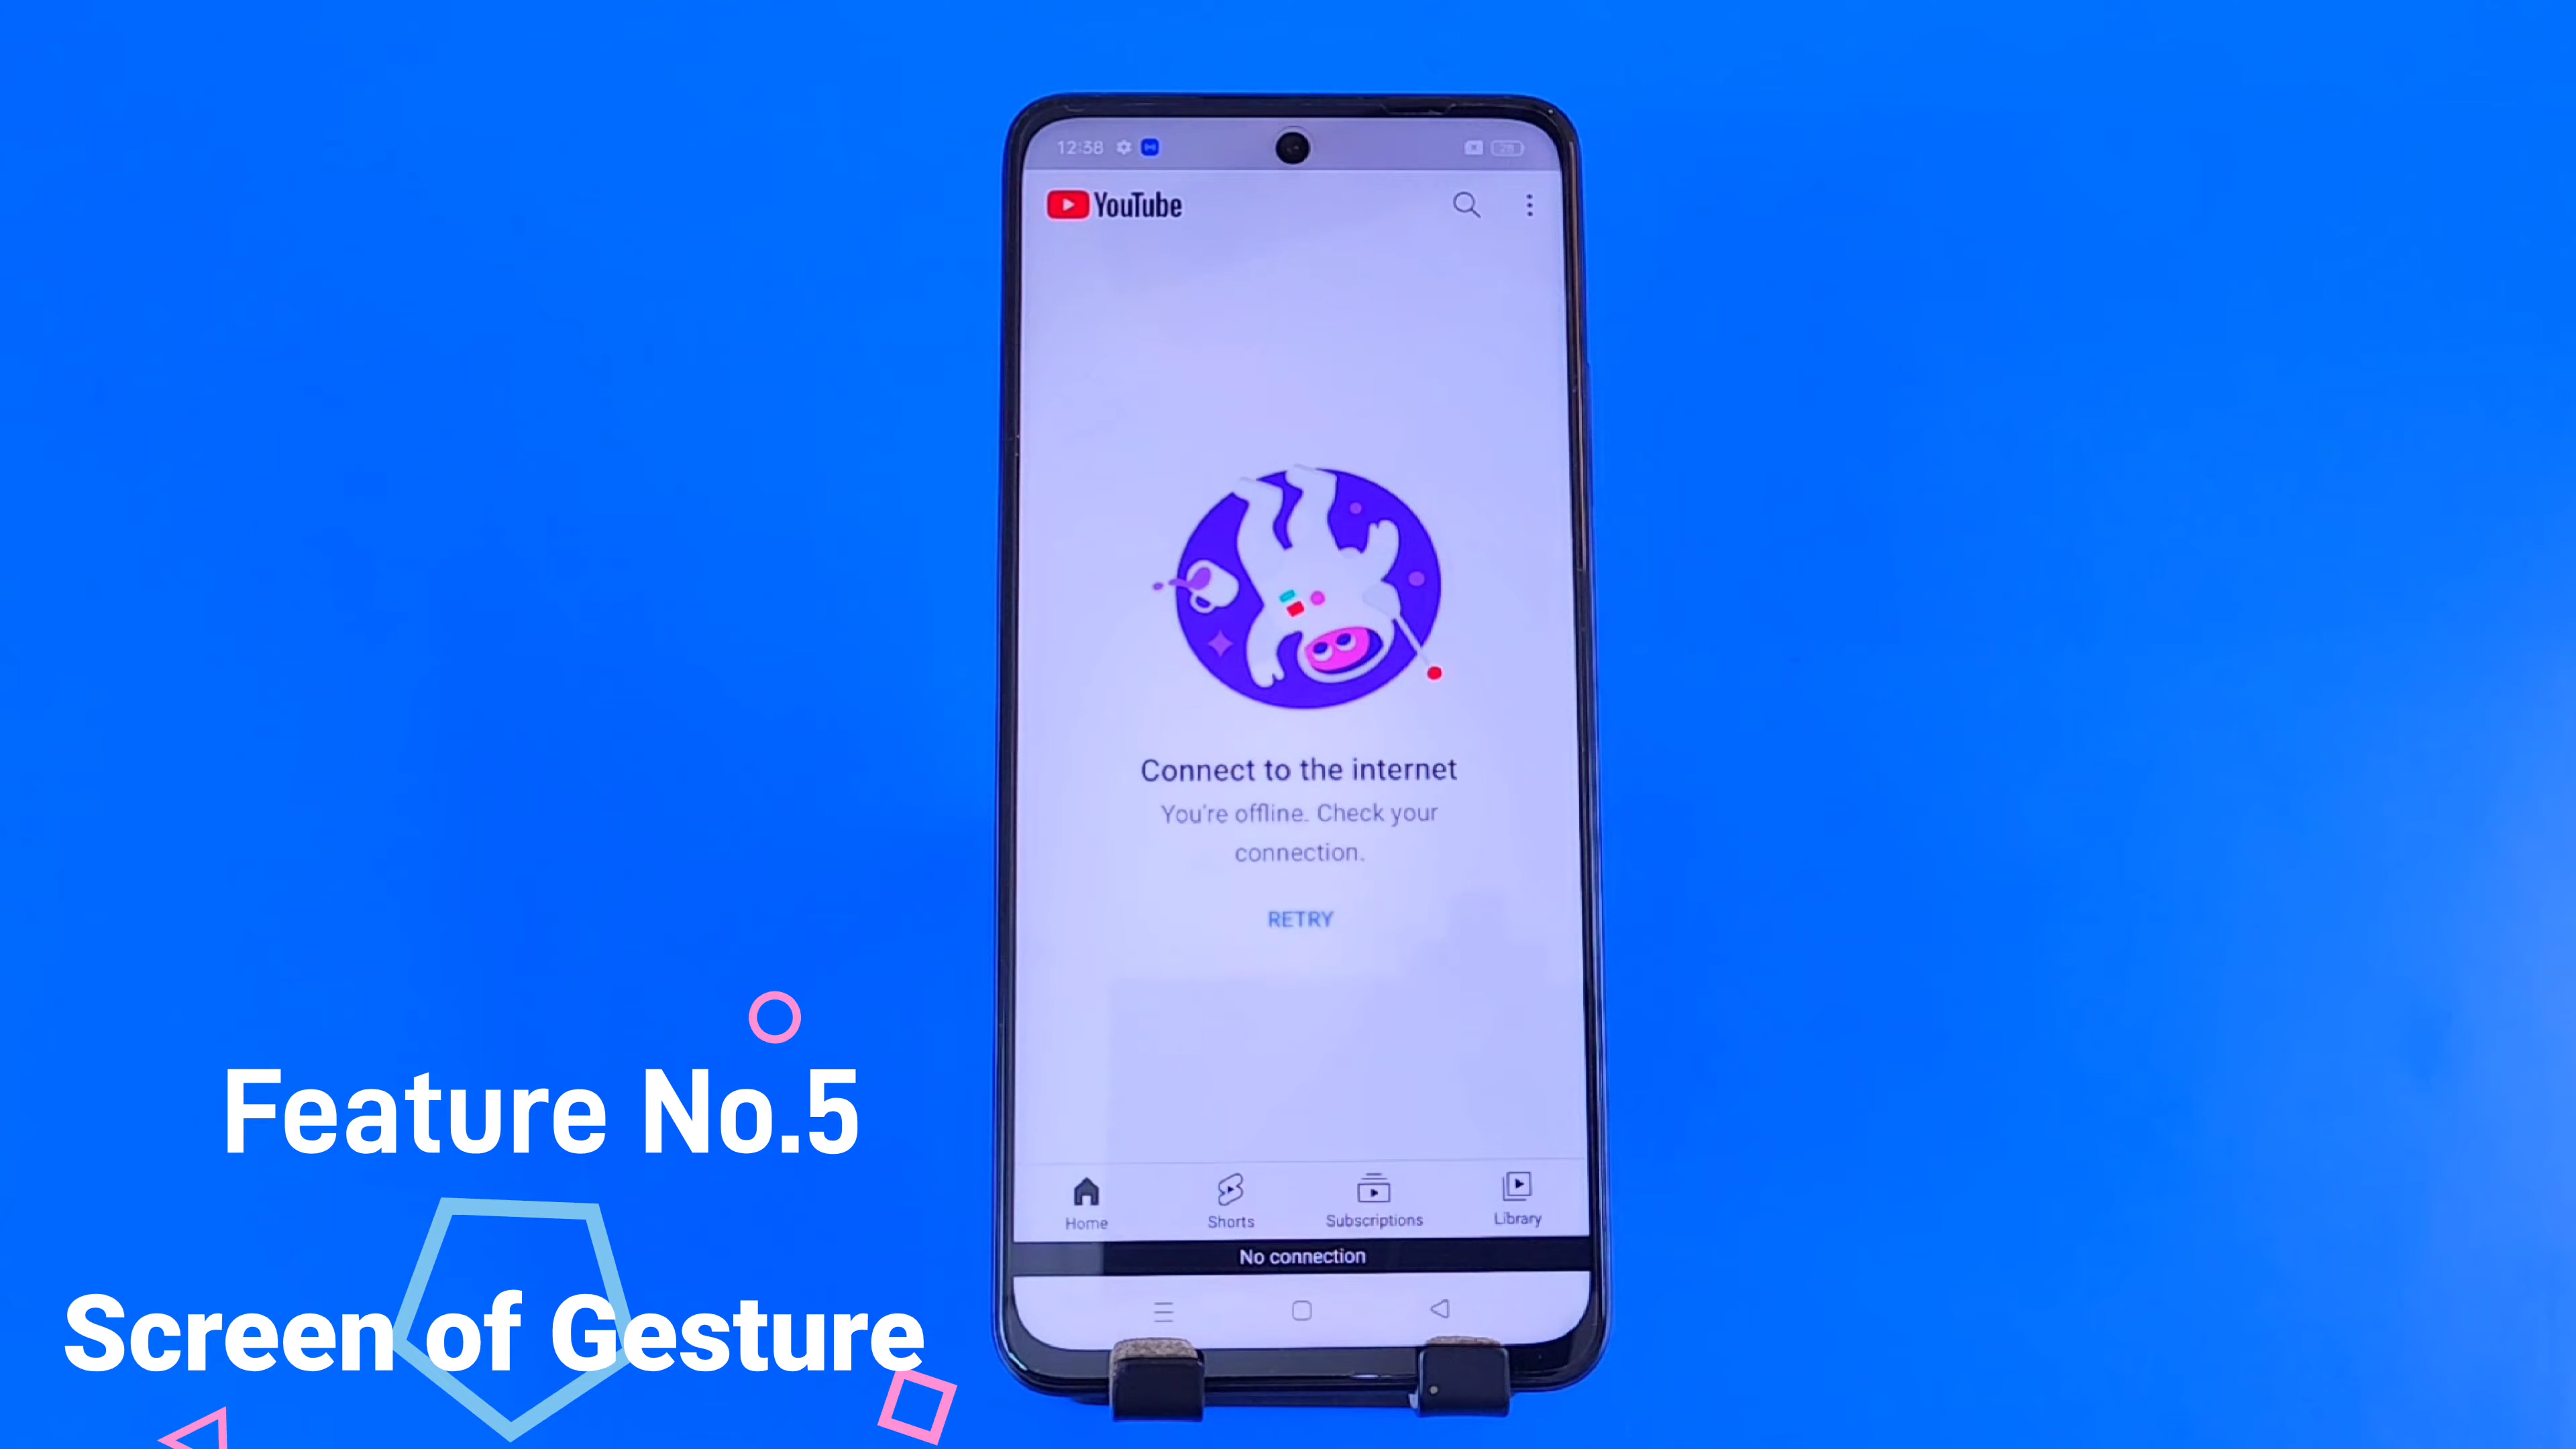 12:38
28
YouTube
Connect to the internet
You're offline. Check your
connection.
RETRY
Home
Shorts
Subscriptions
Library
No connection
Feature No.5
Screen of Gesture